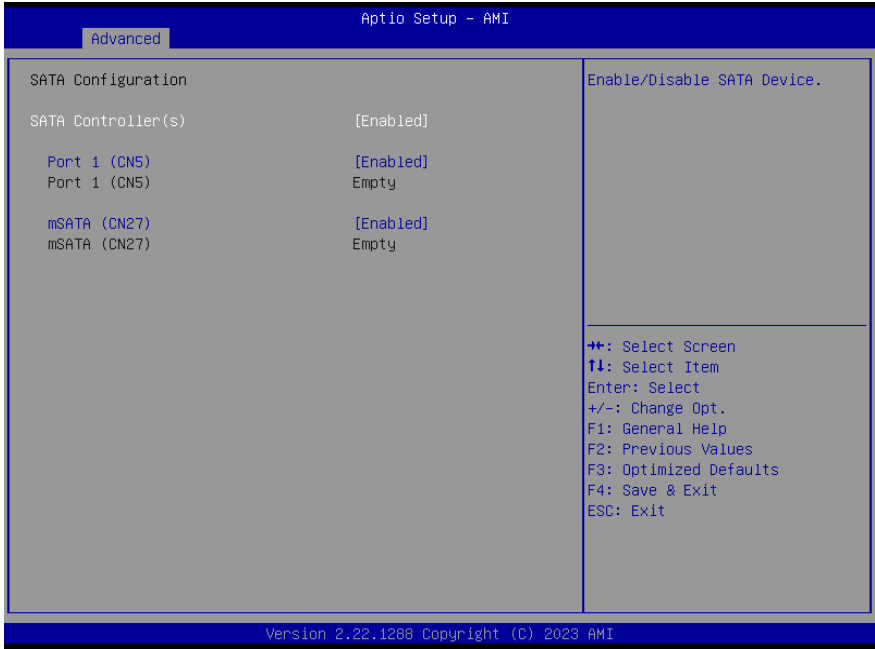 Aptio Setup – AMI
Advanced
SATA Configuration
SATA Controller(s) [Enabled]
Port 1 (CN5) [Enabled]
Port 1 (CN5) Empty
mSATA (CN27) [Enabled]
mSATA (CN27) Empty
Enable/Disable SATA Device.
→←: Select Screen
↑↓: Select Item
Enter: Select
+/-: Change Opt.
F1: General Help
F2: Previous Values
F3: Optimized Defaults
F4: Save & Exit
ESC: Exit
Version 2.22.1288 Copyright (C) 2023 AMI